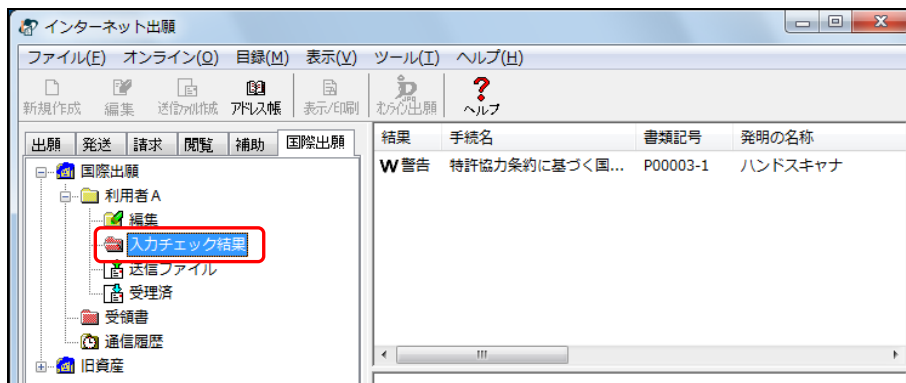 インターネット出願
ファイル(F) オンライン(O) 目録(M) 表示(V) ツール(T) ヘルプ(H)
新規作成 編集 送信ファイル作成 アドレス帳 表示/印刷 オンライン出願 ヘルプ
出願 発送 請求 閲覧 補助 国際出願
国際出願
利用者A
編集
入力チェック結果
送信ファイル
受理済
受領書
通信履歴
旧資産
結果 手続名 書類記号 発明の名称
W警告 特許協力条約に基づく国... P00003-1 ハンドスキャナ